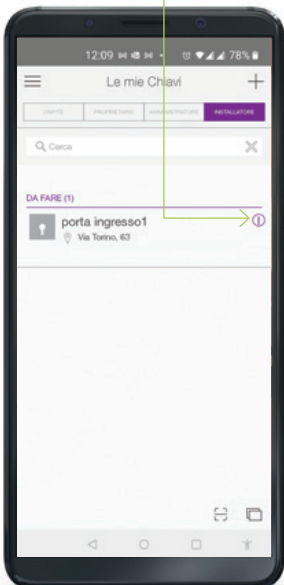 12:09 78%
Le mie Chiavi
OSPITE PROPRIETARIO AMMINISTRATORE INSTALLATORE
Cerca
DA FARE (1)
porta ingresso1
Via Torino, 63